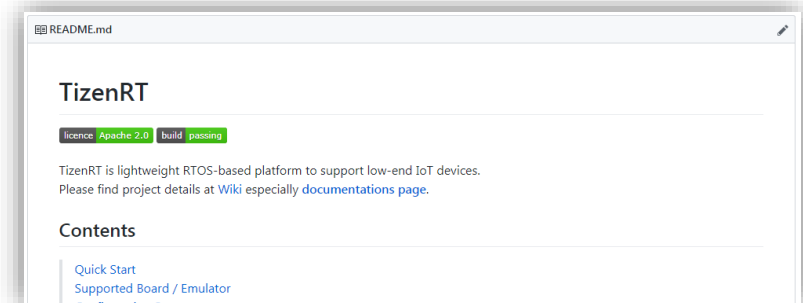 README.md
TizenRT
licence Apache 2.0 build passing
TizenRT is lightweight RTOS-based platform to support low-end IoT devices.
Please find project details at Wiki especially documentations page.
Contents
Quick Start
Supported Board / Emulator